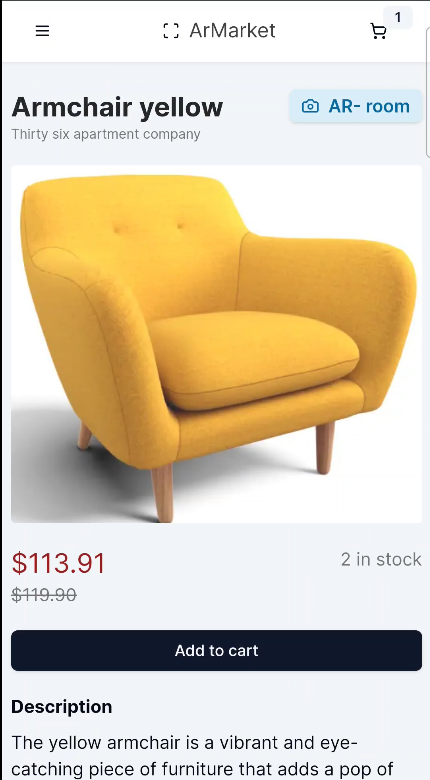 1
ArMarket
Armchair yellow
AR- room
Thirty six apartment company
$113.91
2 in stock
$119.90
Add to cart
Description
The yellow armchair is a vibrant and eye-
catching piece of furniture that adds a pop of